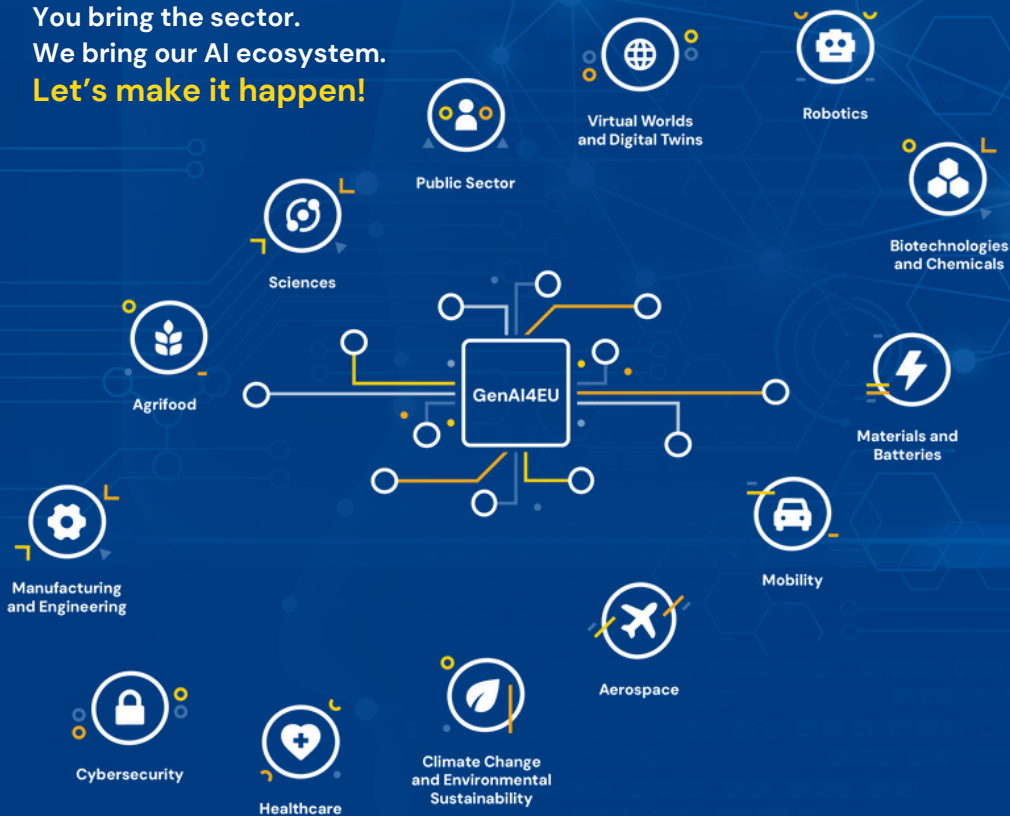 You bring the sector.
We bring our AI ecosystem.
Let's make it happen!
Virtual Worlds
and Digital Twins
Robotics
Public Sector
Biotechnologies
and Chemicals
Sciences
GenAI4EU
Agrifood
Materials and
Batteries
Mobility
Manufacturing
and Engineering
Aerospace
Cybersecurity
Climate Change
and Environmental
Sustainability
Healthcare